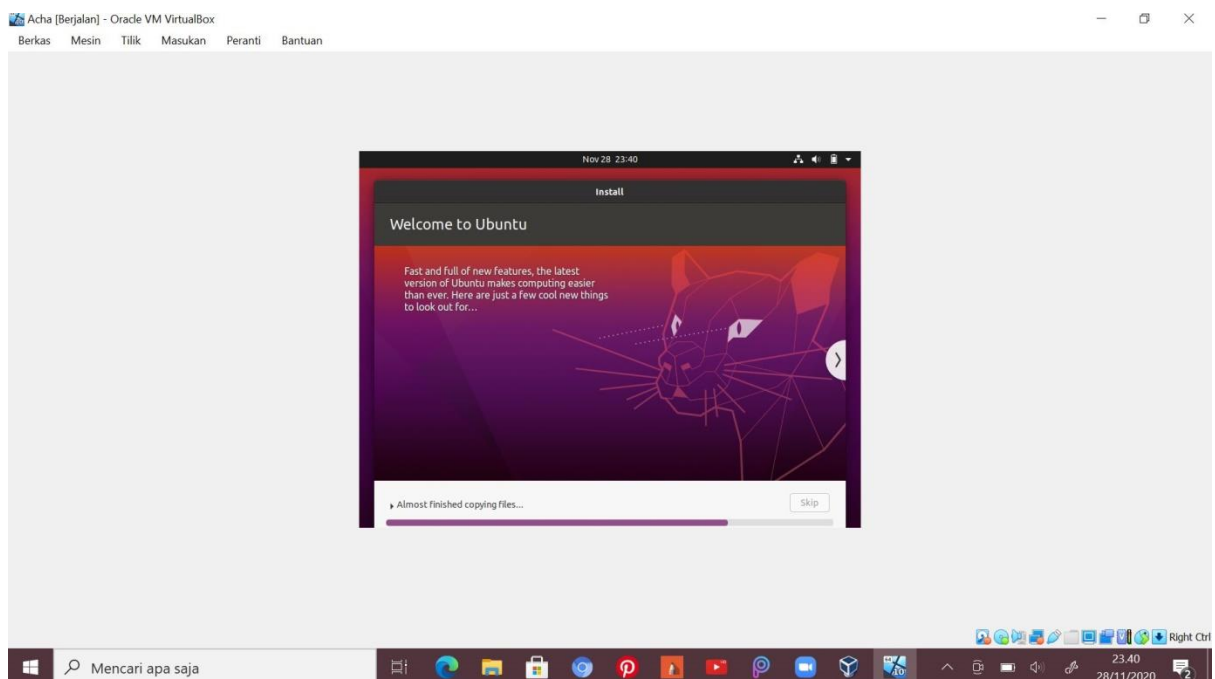 Acha [Berjalan] - Oracle VM VirtualBox
Berkas Mesin Tilik Masukan Peranti Bantuan
Nov 28 23:40
Install
Welcome to Ubuntu
Fast and full of new features, the latest
version of Ubuntu makes computing easier
than ever. Here are just a few cool new things
to look out for...
Almost finished copying files...
Skip
Right Ctrl
Mencari apa saja
23.40
28/11/2020
2